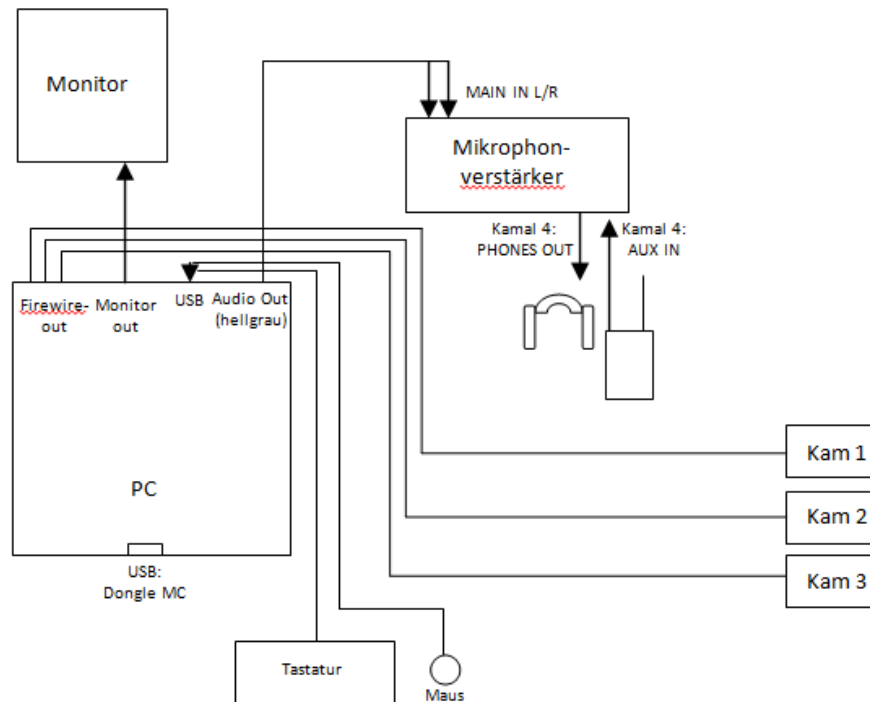 Monitor
MAIN IN L/R
Mikrophon-
verstärker
Kamal 4:
PHONES OUT
Kamal 4:
AUX IN
Firewire-
out
Monitor
out
USB
Audio Out
(hellgrau)
PC
USB:
Dongle MC
Kam 1
Kam 2
Kam 3
Tastatur
Maus